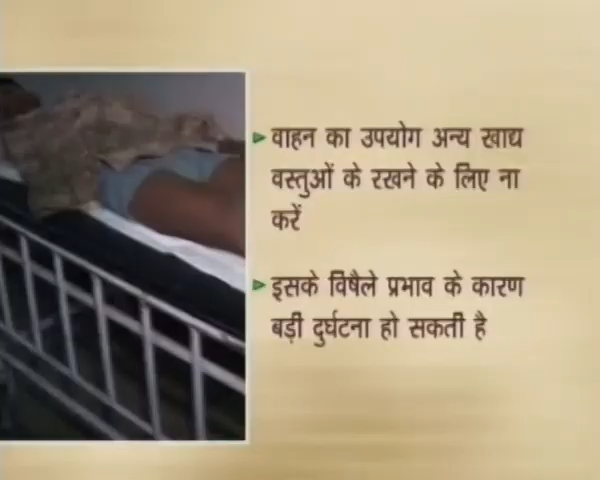 वाहन का उपयोग अन्य खाद्य
वस्तुओं के रखने के लिए ना
करें
इसके विषैले प्रभाव के कारण
बड़ी दुर्घटना हो सकती है